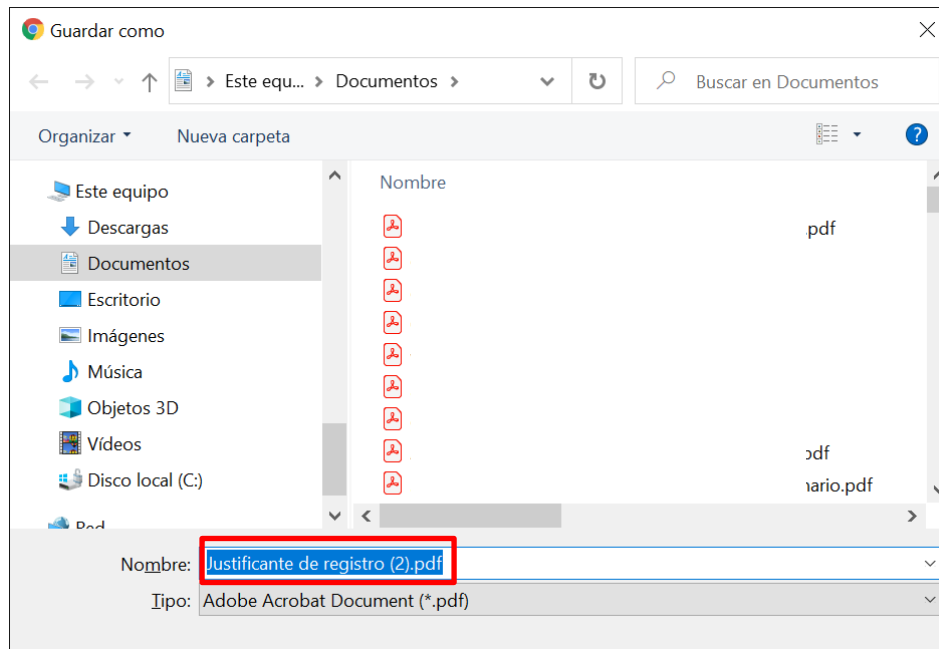 Guardar como
Este equ... Documentos
Buscar en Documentos
Organizar
Nueva carpeta
?
Este equipo
Descargas
Documentos
Escritorio
Imágenes
Música
Objetos 3D
Vídeos
Disco local (C:)
Red
Nombre
.pdf
pdf
nario.pdf
Nombre: Justificante de registro (2).pdf
Tipo: Adobe Acrobat Document (*.pdf)